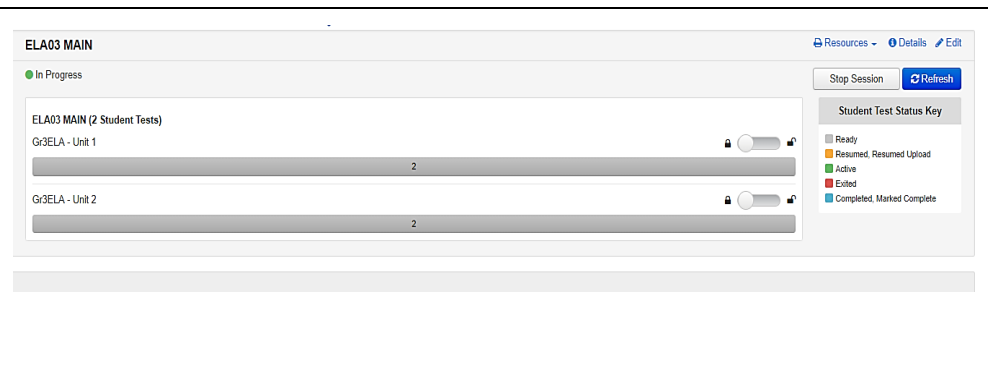 ELA03 MAIN
Resources Details Edit
In Progress
Stop Session Refresh
ELA03 MAIN (2 Student Tests)
Gr3ELA - Unit 1
2
Gr3ELA - Unit 2
2
Student Test Status Key
Ready
Resumed, Resumed Upload
Active
Exited
Completed, Marked Complete